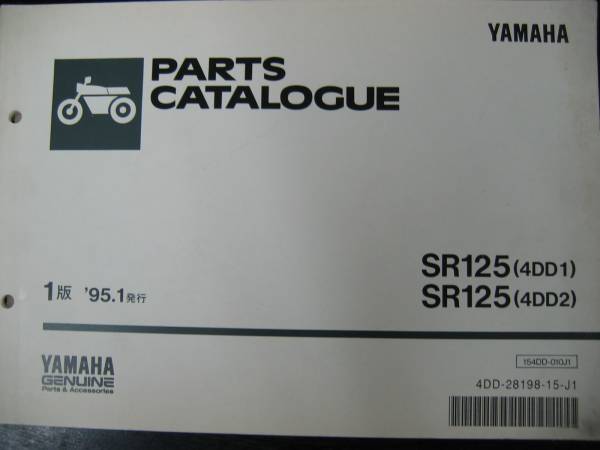 YAMAHA
PARTS
CATALOGUE
SR125 (4DD1)
SR125 (4DD2)
1版 '95.1発行
YAMAHA
GENUINE
Parts & Accessories
154DD-010J1
4DD-28198-15-J1